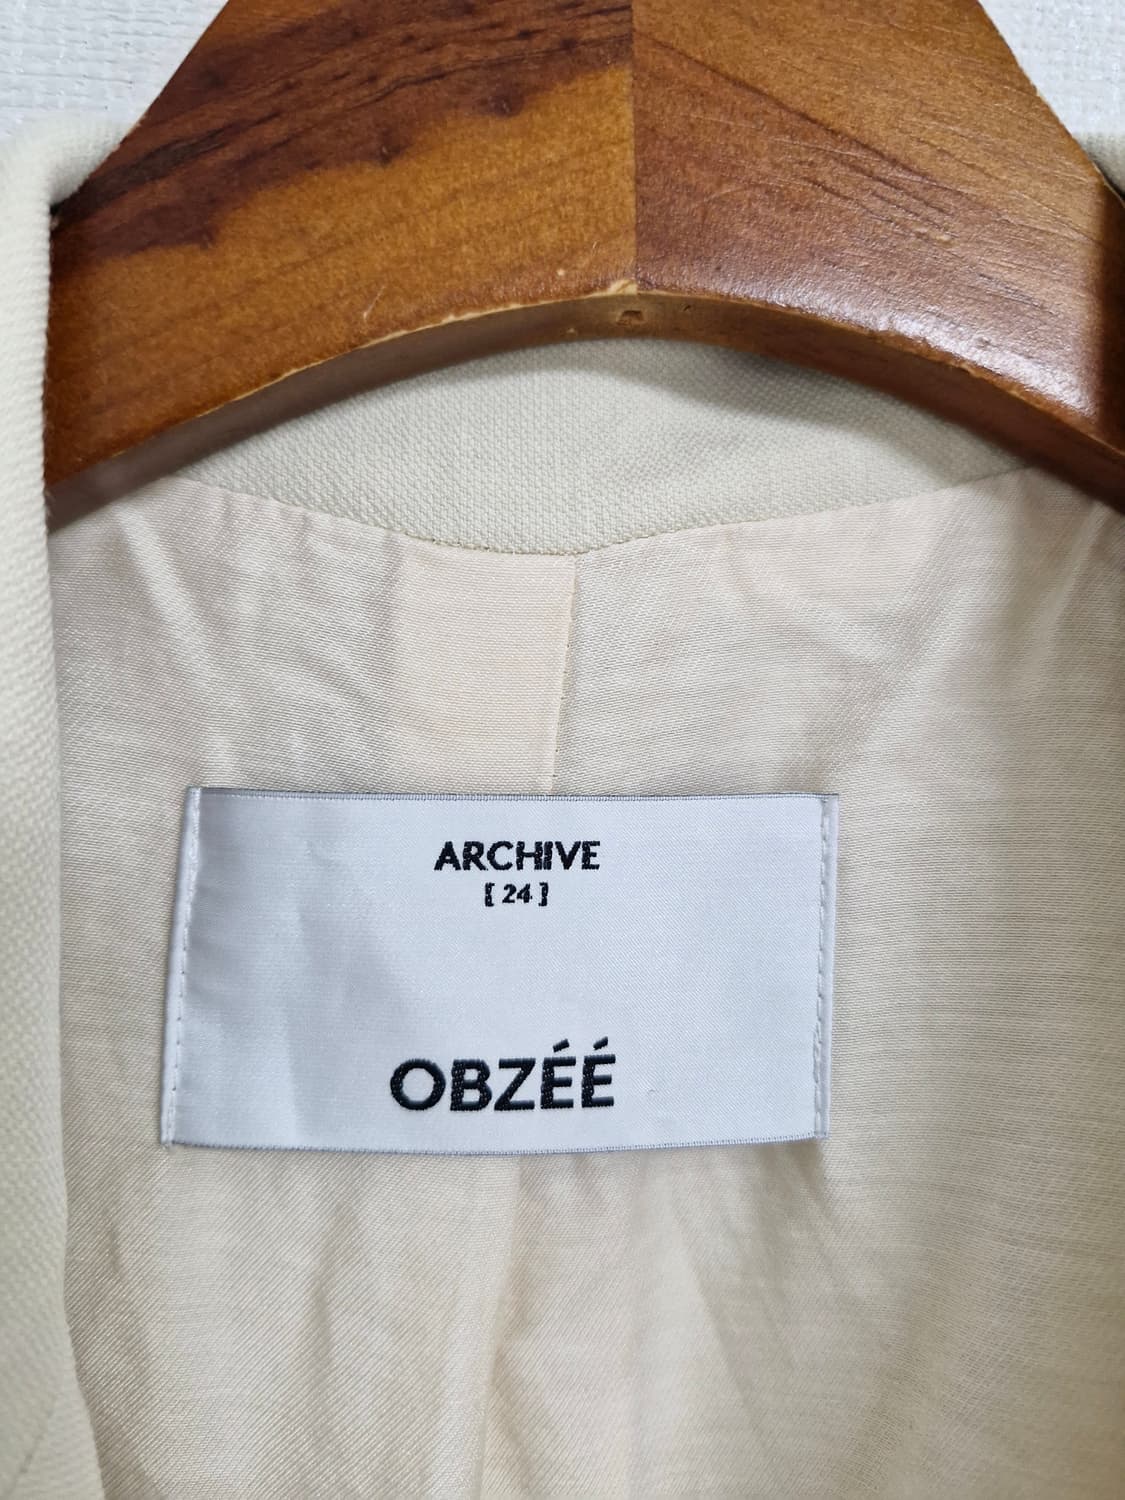 ARCHIVE
[ 24 ]
OBZÉÉ